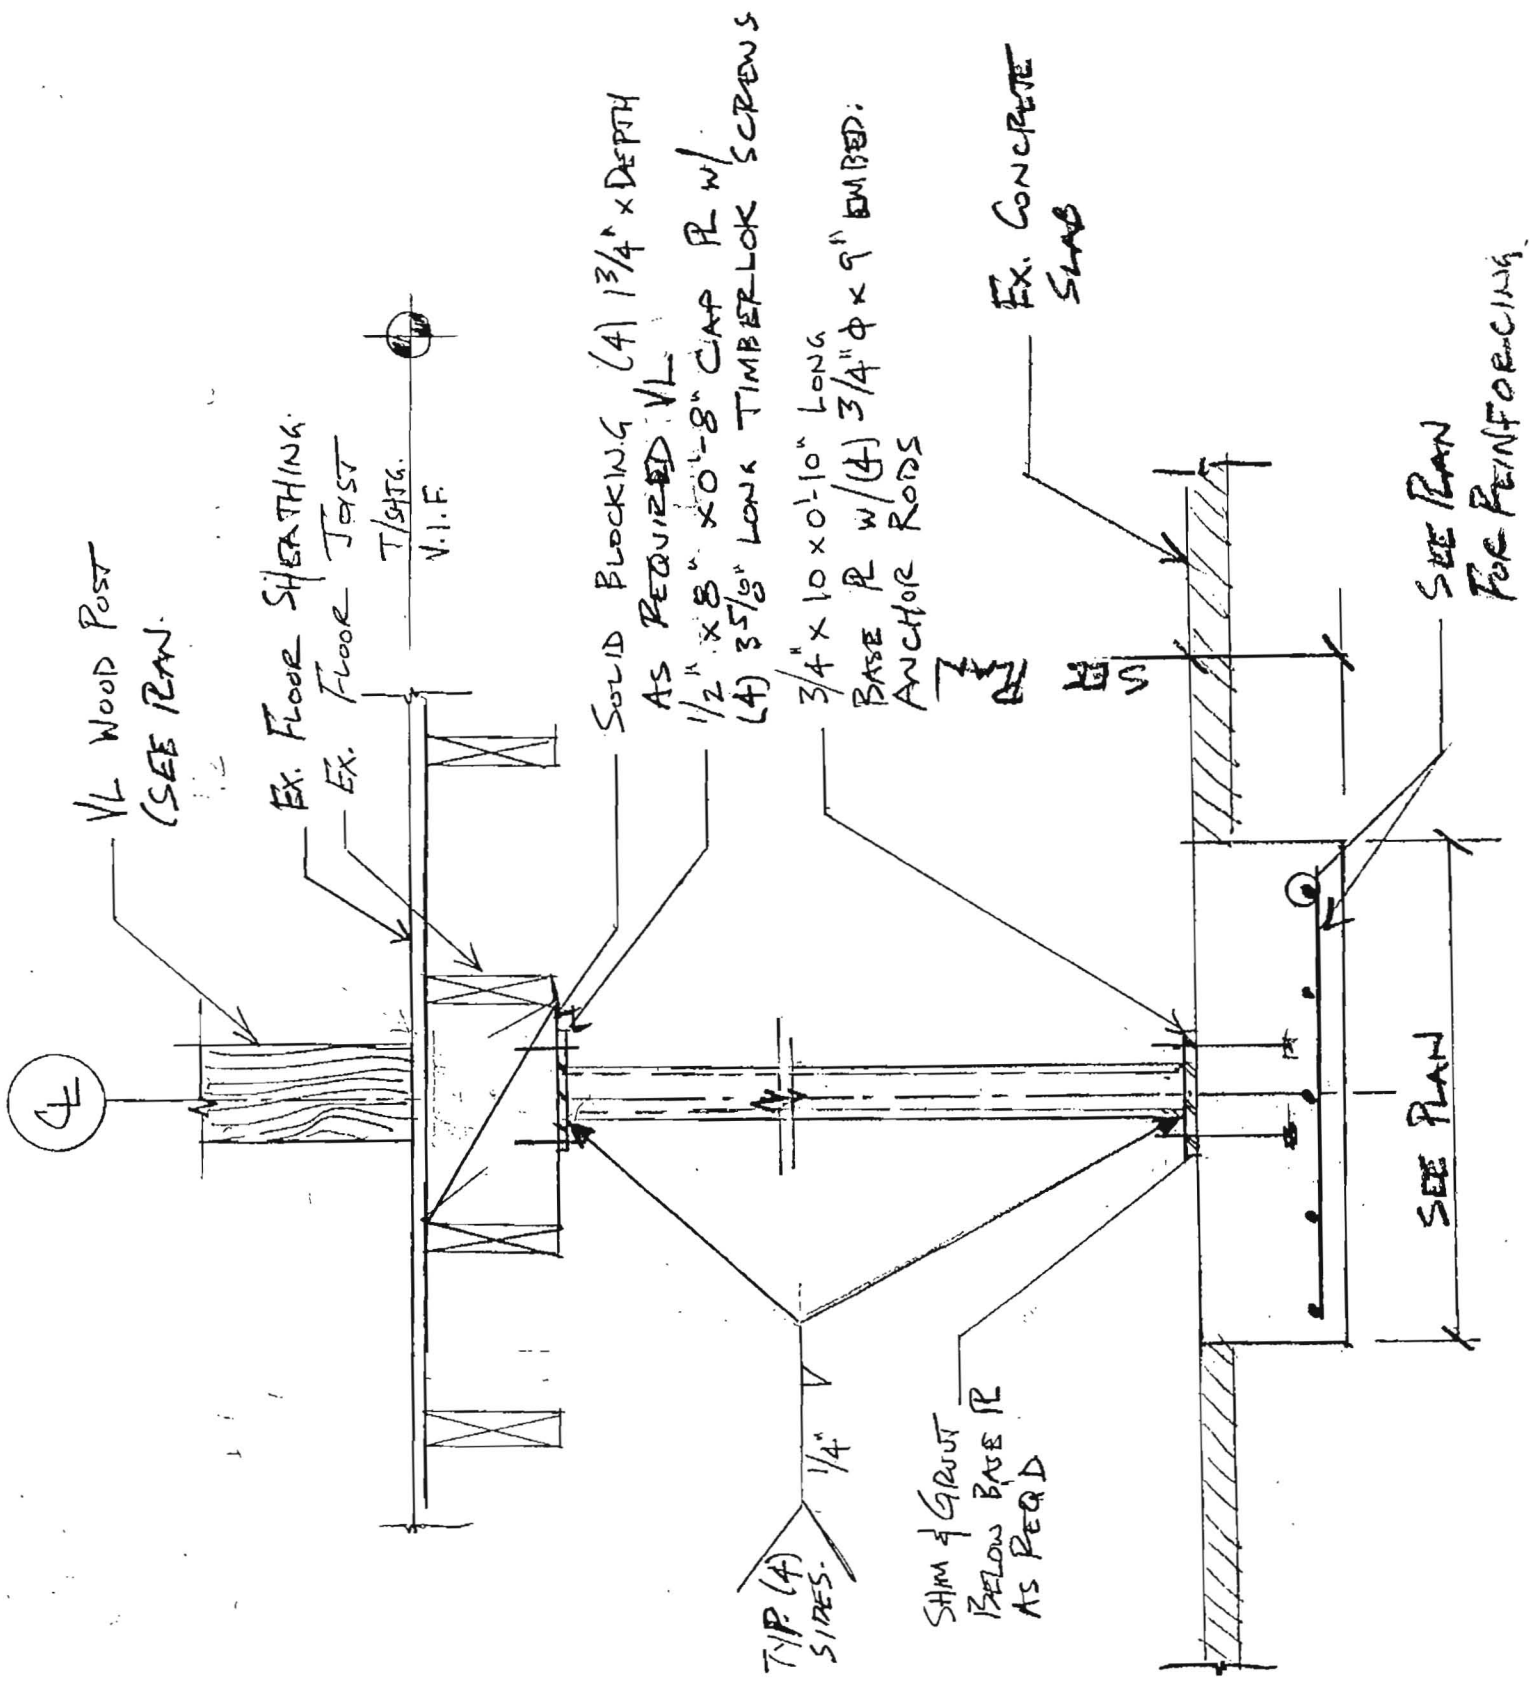 ℄
VL WOOD POST
(SEE PLAN.
EX. FLOOR SHEATHING.
EX. FLOOR JOIST
T/SHTG.
V.I.F.
SOLID BLOCKING (4) 1 3/4" x DEPTH
AS REQUIRED VL
1/2" x 8" x 0'-8" CAP PL W/
(4) 3 5/8" LONG TIMBERLOK SCREWS
3/4" x 10 x 0'-10" LONG
BASE PL W/(4) 3/4" Φ x 9" EMBED.
ANCHOR RODS
EX. CONCRETE
SLAB
SEE PLAN
FOR REINFORCING.
SEE
SEE PLAN
TYP. (4)
SIDES.
1/4"
SHIM & GROUT
BELOW BASE PL
AS REQD